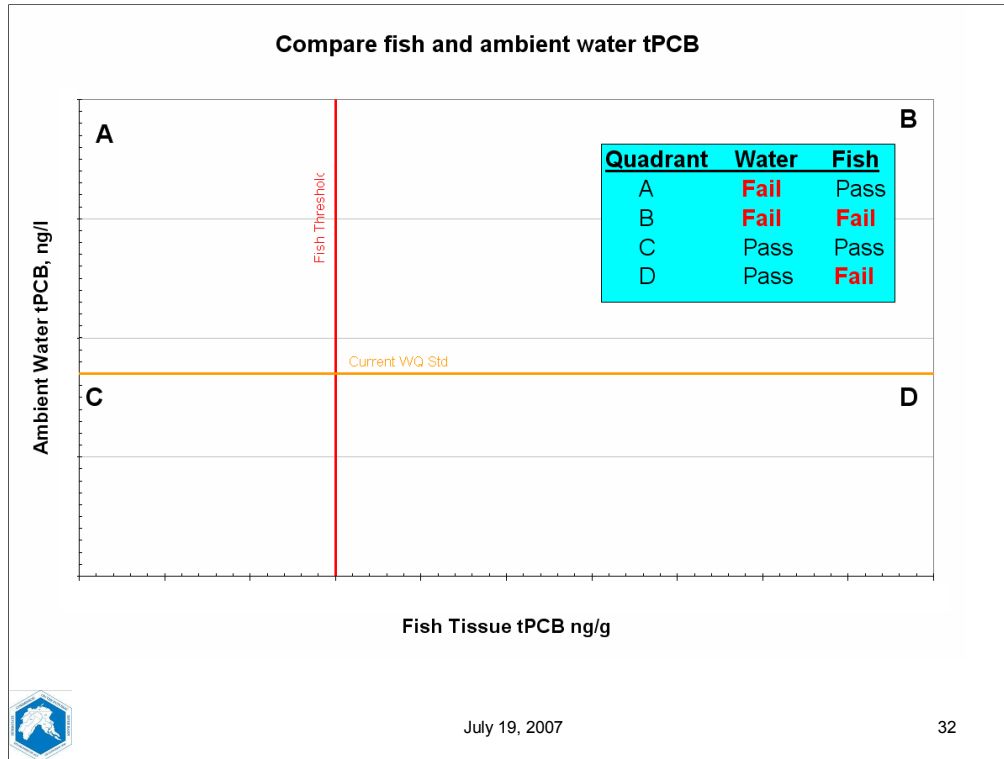 Compare fish and ambient water tPCB
A
B
Quadrant Water Fish
A Fail Pass
B Fail Fail
C Pass Pass
D Pass Fail
Fish Threshold
Current WQ Std
C
D
Ambient Water tPCB, ng/l
Fish Tissue tPCB ng/g
July 19, 2007
32